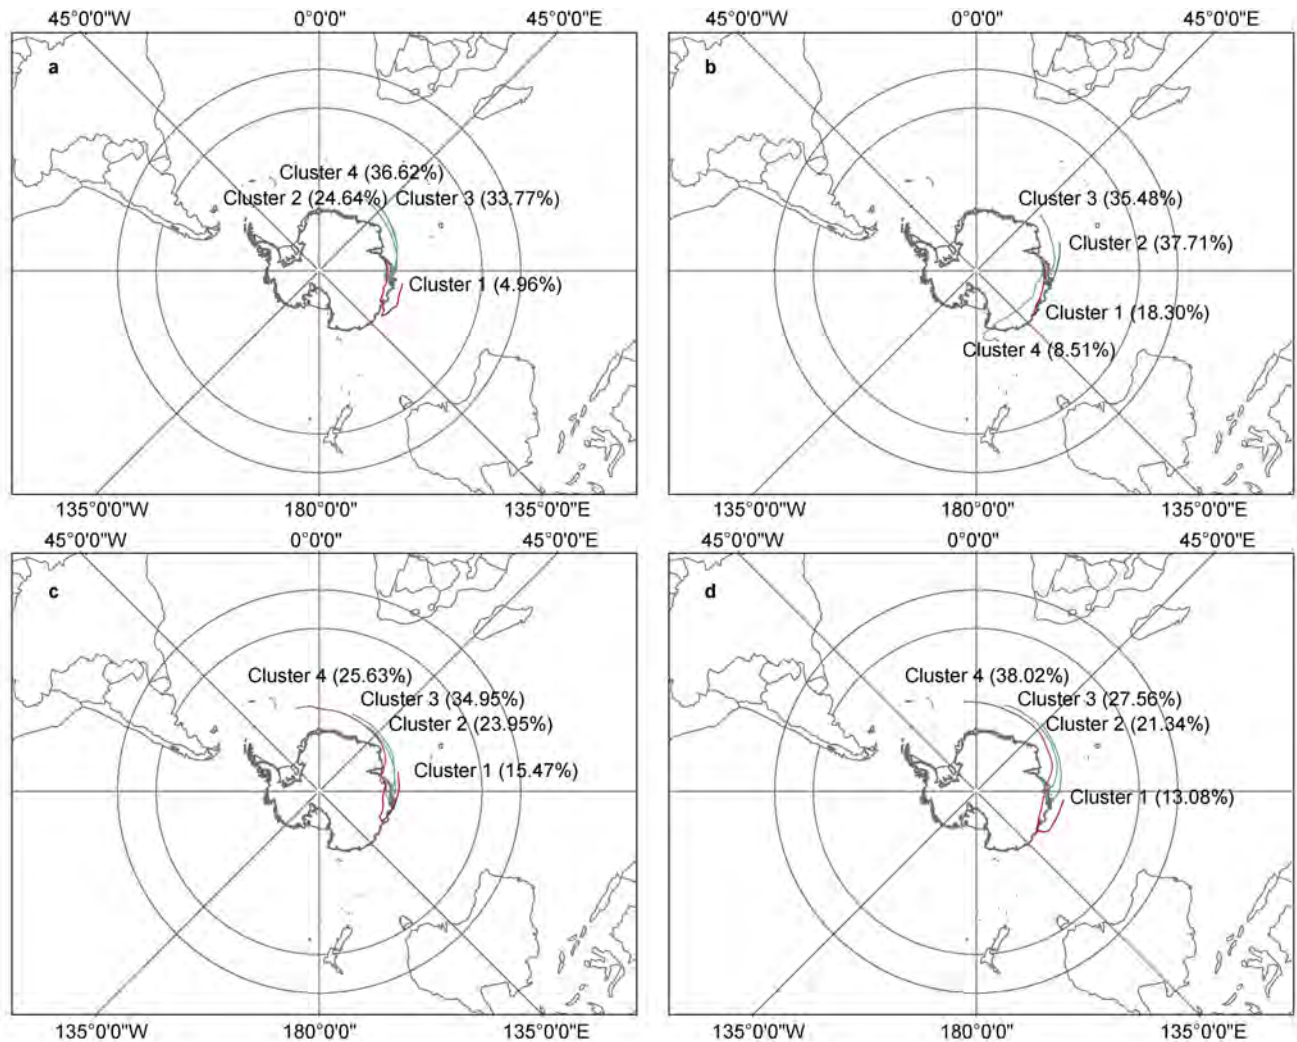 45°0'0"W 0°0'0" 45°0'0"E
a
Cluster 4 (36.62%)
Cluster 2 (24.64%) Cluster 3 (33.77%)
Cluster 1 (4.96%)
135°0'0"W 180°0'0" 135°0'0"E
45°0'0"W 0°0'0" 45°0'0"E
b
Cluster 3 (35.48%)
Cluster 2 (37.71%)
Cluster 1 (18.30%)
Cluster 4 (8.51%)
135°0'0"W 180°0'0" 135°0'0"E
45°0'0"W 0°0'0" 45°0'0"E
c
Cluster 4 (25.63%)
Cluster 3 (34.95%)
Cluster 2 (23.95%)
Cluster 1 (15.47%)
135°0'0"W 180°0'0" 135°0'0"E
45°0'0"W 0°0'0" 45°0'0"E
d
Cluster 4 (38.02%)
Cluster 3 (27.56%)
Cluster 2 (21.34%)
Cluster 1 (13.08%)
135°0'0"W 180°0'0" 135°0'0"E